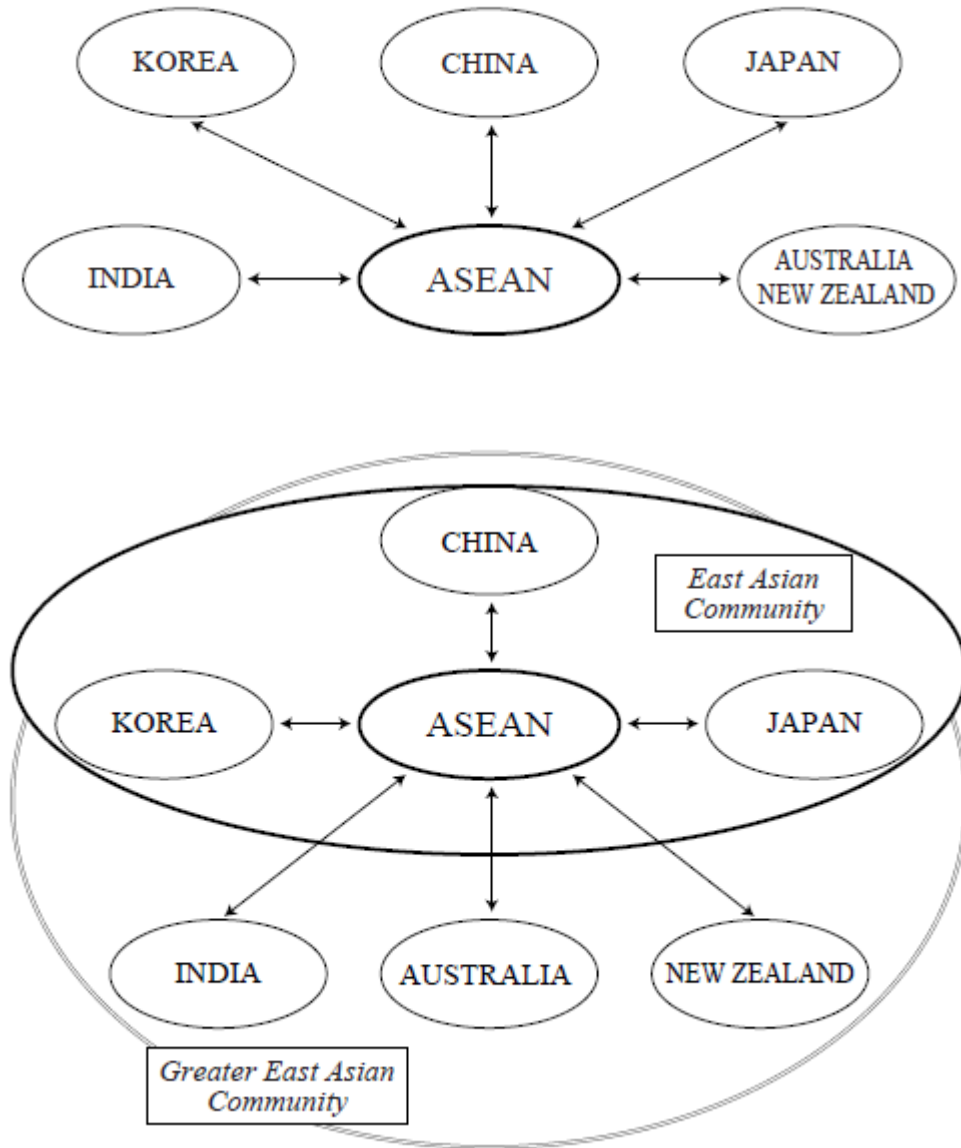 KOREA
CHINA
JAPAN
INDIA
ASEAN
AUSTRALIA
NEW ZEALAND
CHINA
East Asian
Community
KOREA
ASEAN
JAPAN
INDIA
AUSTRALIA
NEW ZEALAND
Greater East Asian
Community